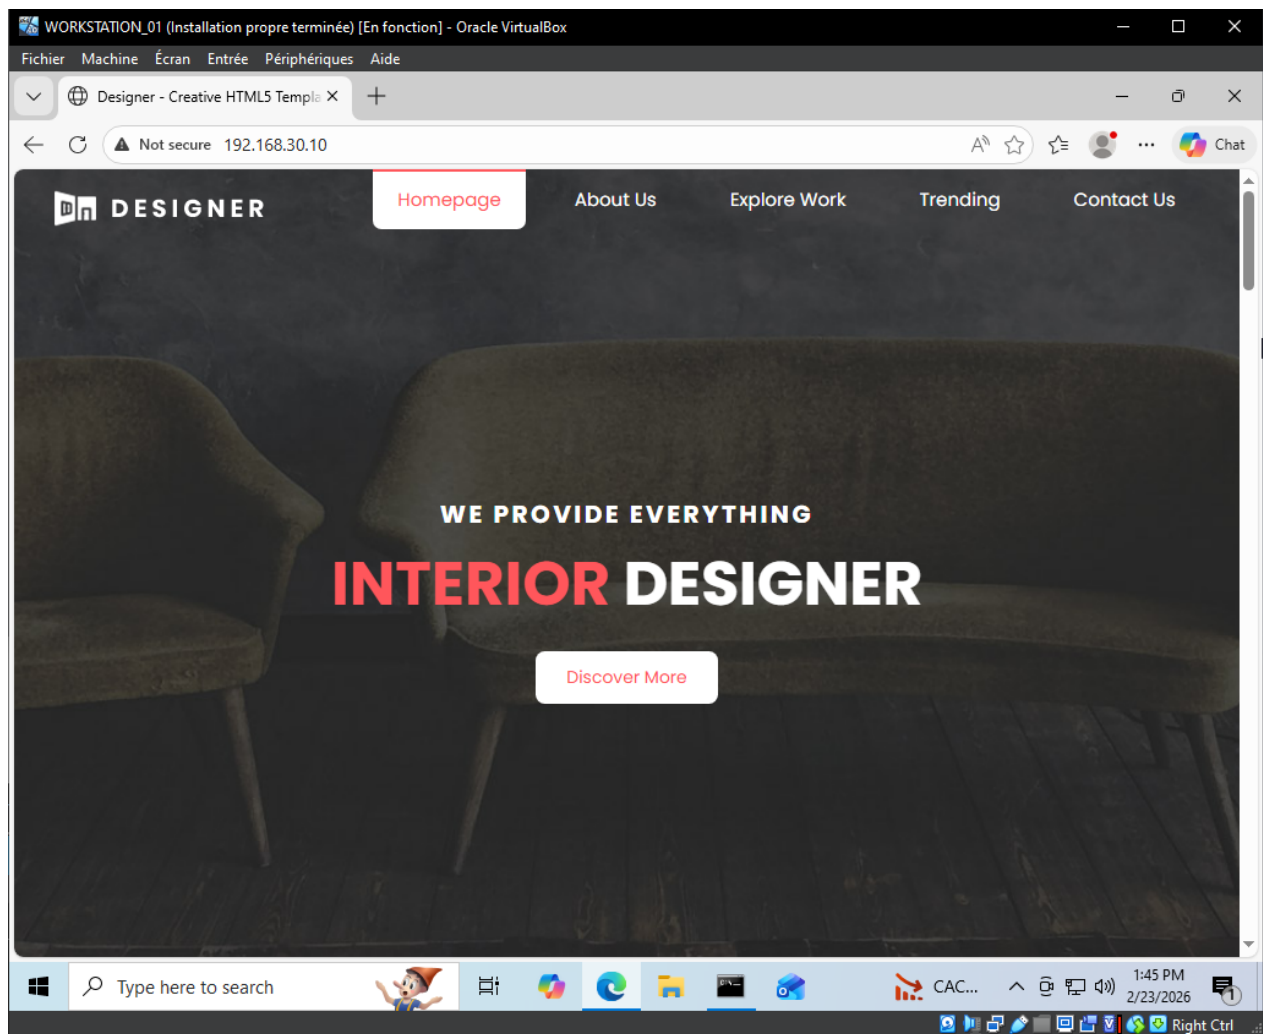 WORKSTATION_01 (Installation propre terminée) [En fonction] - Oracle VirtualBox
Fichier Machine Écran Entrée Périphériques Aide
Designer - Creative HTML5 Templa
Not secure 192.168.30.10
Chat
DESIGNER
Homepage
About Us
Explore Work
Trending
Contact Us
WE PROVIDE EVERYTHING
INTERIOR DESIGNER
Discover More
Type here to search
CAC...
1:45 PM
2/23/2026
1
Right Ctrl